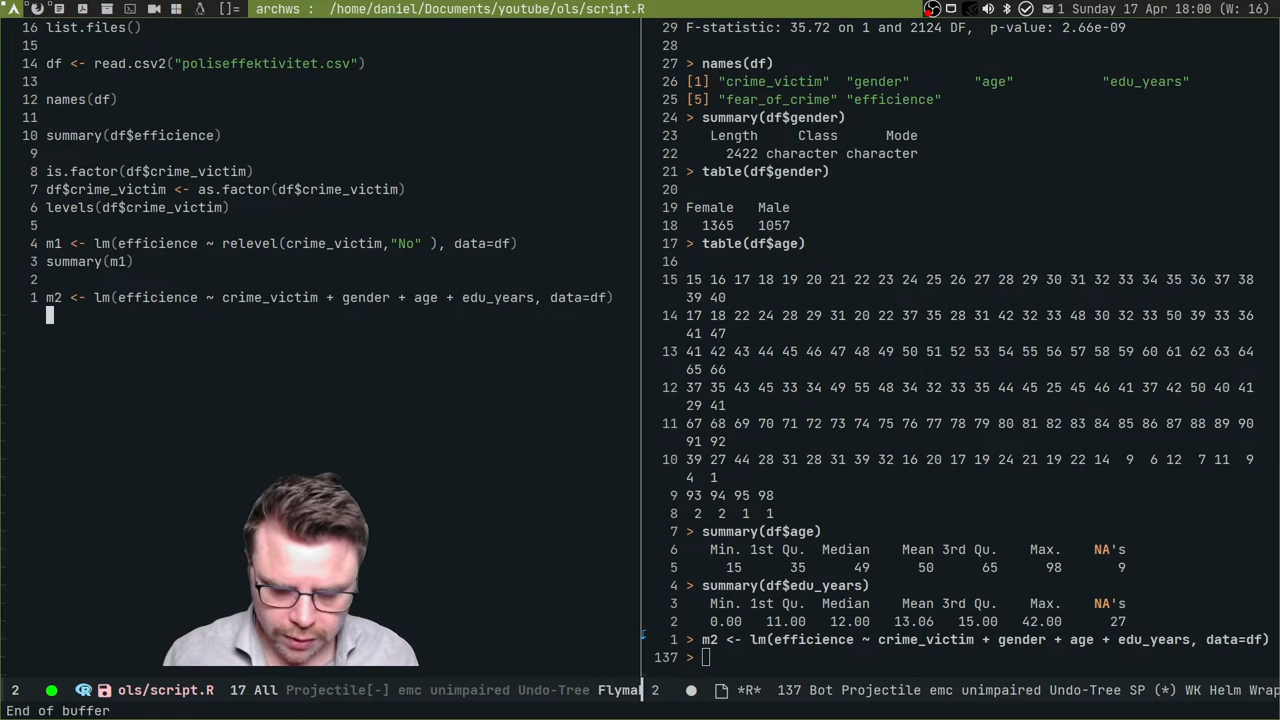 []= archws : /home/daniel/Documents/youtube/ols/script.R 1 Sunday 17 Apr 18:00 (W: 16)
16 list.files()
15
14 df <- read.csv2("poliseffektivitet.csv")
13
12 names(df)
11
10 summary(df$efficience)
9
8 is.factor(df$crime_victim)
7 df$crime_victim <- as.factor(df$crime_victim)
6 levels(df$crime_victim)
5
4 m1 <- lm(efficience ~ relevel(crime_victim,"No" ), data=df)
3 summary(m1)
2
1 m2 <- lm(efficience ~ crime_victim + gender + age + edu_years, data=df)
2 ols/script.R 17 All Projectile[-] emc unimpaired Undo-Tree Flymak
End of buffer
29 F-statistic: 35.72 on 1 and 2124 DF,  p-value: 2.66e-09
28
27 > names(df)
26 [1] "crime_victim" "gender" "age" "edu_years"
25 [5] "fear_of_crime" "efficience"
24 > summary(df$gender)
23 Length Class Mode
22 2422 character character
21 > table(df$gender)
20
19 Female Male
18 1365 1057
17 > table(df$age)
16
15 15 16 17 18 19 20 21 22 23 24 25 26 27 28 29 30 31 32 33 34 35 36 37 38
39 40
14 17 18 22 24 28 29 31 20 22 37 35 28 31 42 32 33 48 30 32 33 50 39 33 36
41 47
13 41 42 43 44 45 46 47 48 49 50 51 52 53 54 55 56 57 58 59 60 61 62 63 64
65 66
12 37 35 43 45 33 34 49 55 48 34 32 33 35 44 45 25 45 46 41 37 42 50 40 41
29 41
11 67 68 69 70 71 72 73 74 75 76 77 78 79 80 81 82 83 84 85 86 87 88 89 90
91 92
10 39 27 44 28 31 28 31 39 32 16 20 17 19 24 21 19 22 14 9 6 12 7 11 9
4 1
9 93 94 95 98
8 2 2 1 1
7 > summary(df$age)
6 Min. 1st Qu. Median Mean 3rd Qu. Max. NA's
5 15 35 49 50 65 98 9
4 > summary(df$edu_years)
3 Min. 1st Qu. Median Mean 3rd Qu. Max. NA's
2 0.00 11.00 12.00 13.06 15.00 42.00 27
1 > m2 <- lm(efficience ~ crime_victim + gender + age + edu_years, data=df)
137 >
2 *R* 137 Bot Projectile emc unimpaired Undo-Tree SP (*) WK Helm Wrap